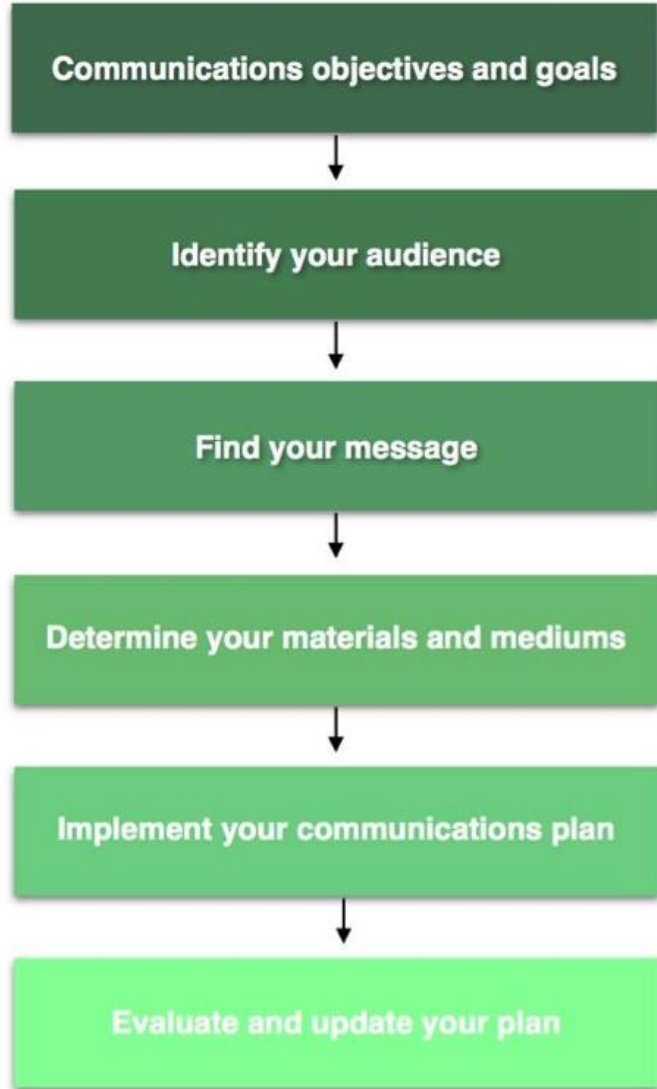 Communications objectives and goals
Identify your audience
Find your message
Determine your materials and mediums
Implement your communications plan
Evaluate and update your plan